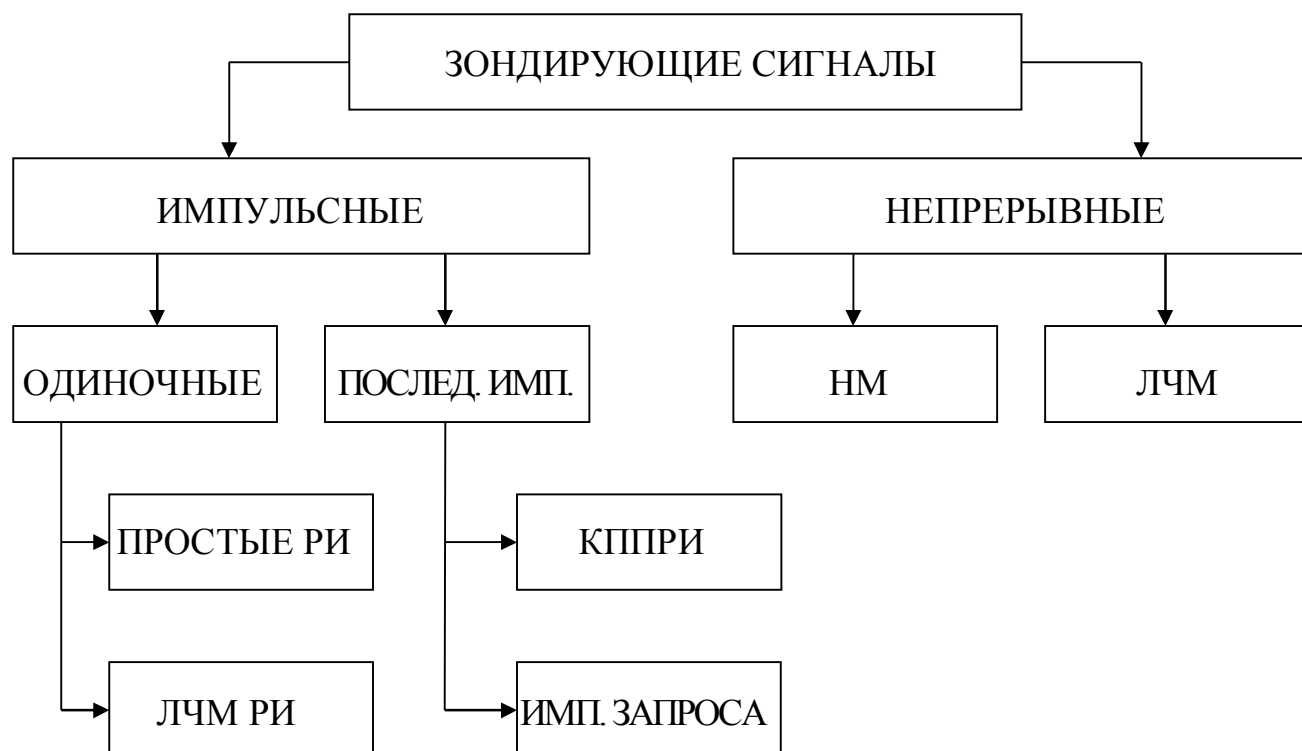 ЗОНДИРУЮЩИЕ СИГНАЛЫ
ИМПУЛЬСНЫЕ
НЕПРЕРЫВНЫЕ
ОДИНОЧНЫЕ
ПОСЛЕД. ИМП.
НМ
ЛЧМ
ПРОСТЫЕ РИ
КППРИ
ЛЧМ РИ
ИМП. ЗАПРОСА